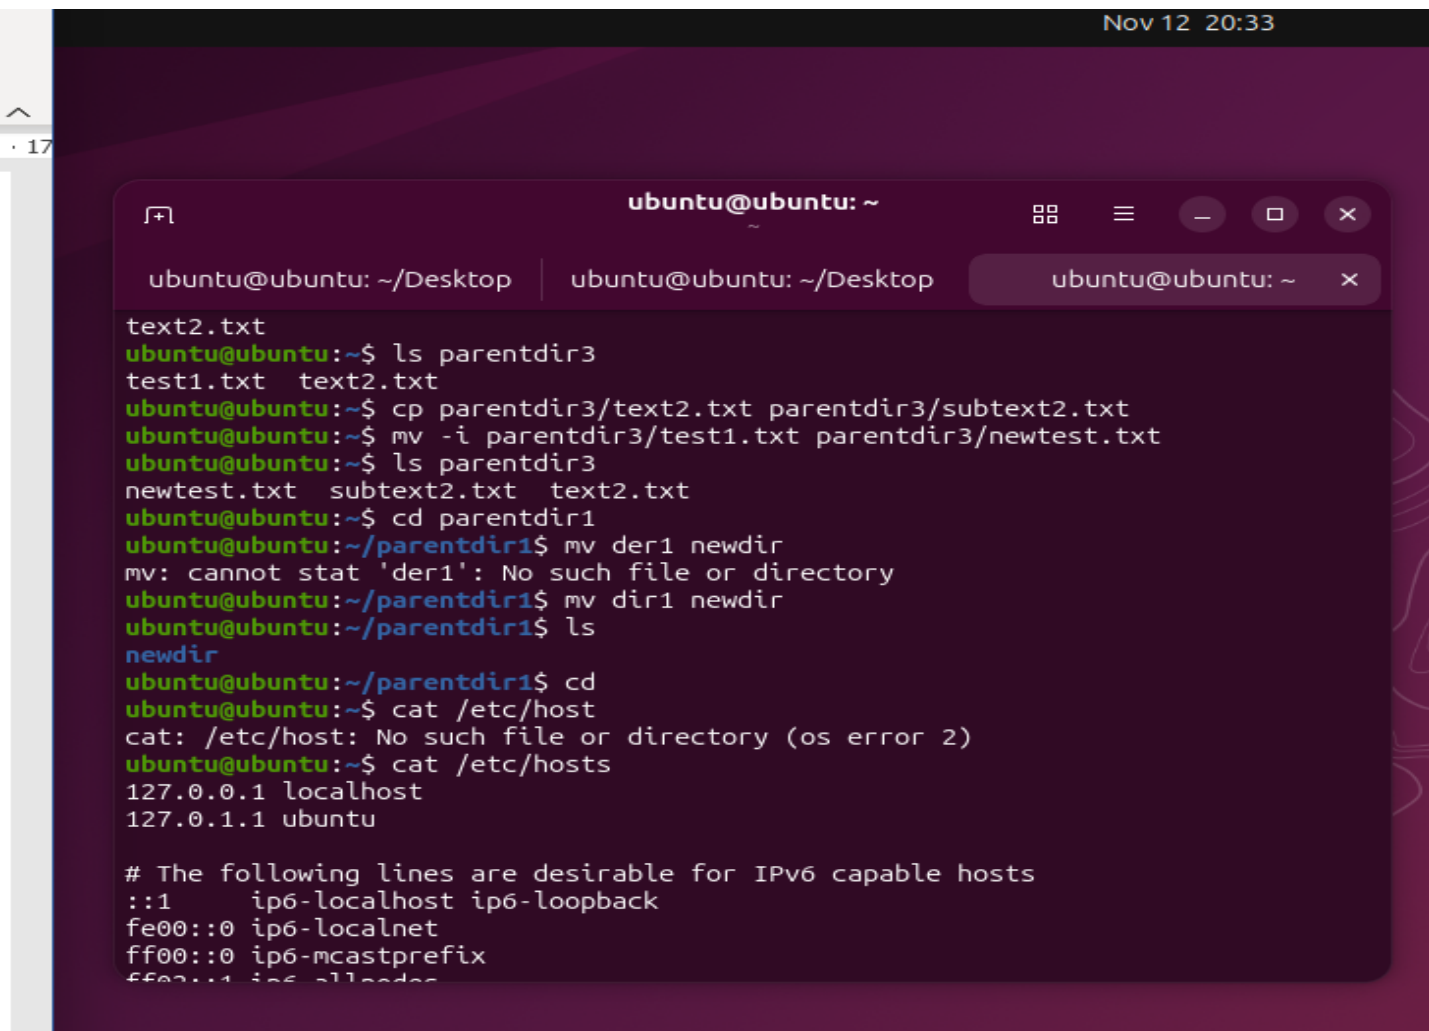 Nov 12 20:33
· 17
ubuntu@ubuntu: ~
~
ubuntu@ubuntu: ~/Desktop
ubuntu@ubuntu: ~/Desktop
ubuntu@ubuntu: ~
text2.txt
ubuntu@ubuntu:~$ ls parentdir3
test1.txt  text2.txt
ubuntu@ubuntu:~$ cp parentdir3/text2.txt parentdir3/subtext2.txt
ubuntu@ubuntu:~$ mv -i parentdir3/test1.txt parentdir3/newtest.txt
ubuntu@ubuntu:~$ ls parentdir3
newtest.txt  subtext2.txt  text2.txt
ubuntu@ubuntu:~$ cd parentdir1
ubuntu@ubuntu:~/parentdir1$ mv der1 newdir
mv: cannot stat 'der1': No such file or directory
ubuntu@ubuntu:~/parentdir1$ mv dir1 newdir
ubuntu@ubuntu:~/parentdir1$ ls
newdir
ubuntu@ubuntu:~/parentdir1$ cd
ubuntu@ubuntu:~$ cat /etc/host
cat: /etc/host: No such file or directory (os error 2)
ubuntu@ubuntu:~$ cat /etc/hosts
127.0.0.1 localhost
127.0.1.1 ubuntu
# The following lines are desirable for IPv6 capable hosts
::1     ip6-localhost ip6-loopback
fe00::0 ip6-localnet
ff00::0 ip6-mcastprefix
ff02::1 ip6-allnodes